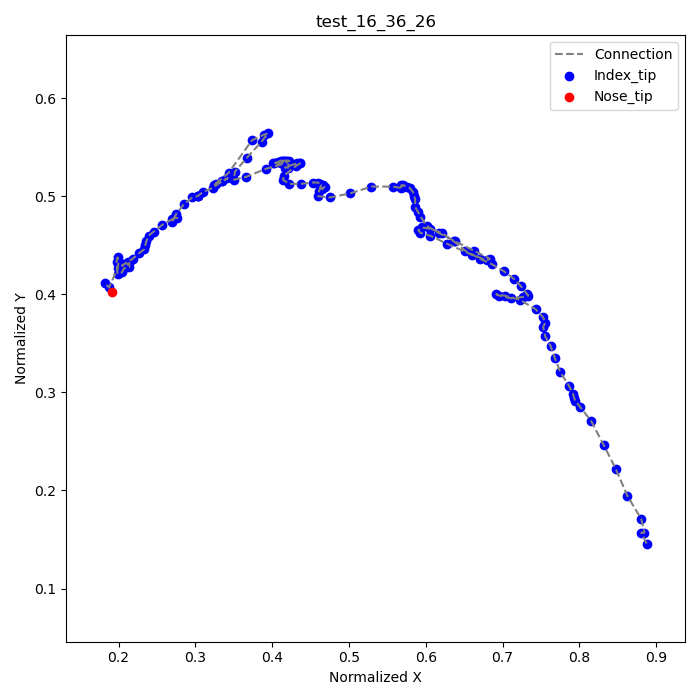 test_16_36_26
Connection
Index_tip
Nose_tip
Normalized Y
0.6
0.5
0.4
0.3
0.2
0.1
0.2 0.3 0.4 0.5 0.6 0.7 0.8 0.9
Normalized X